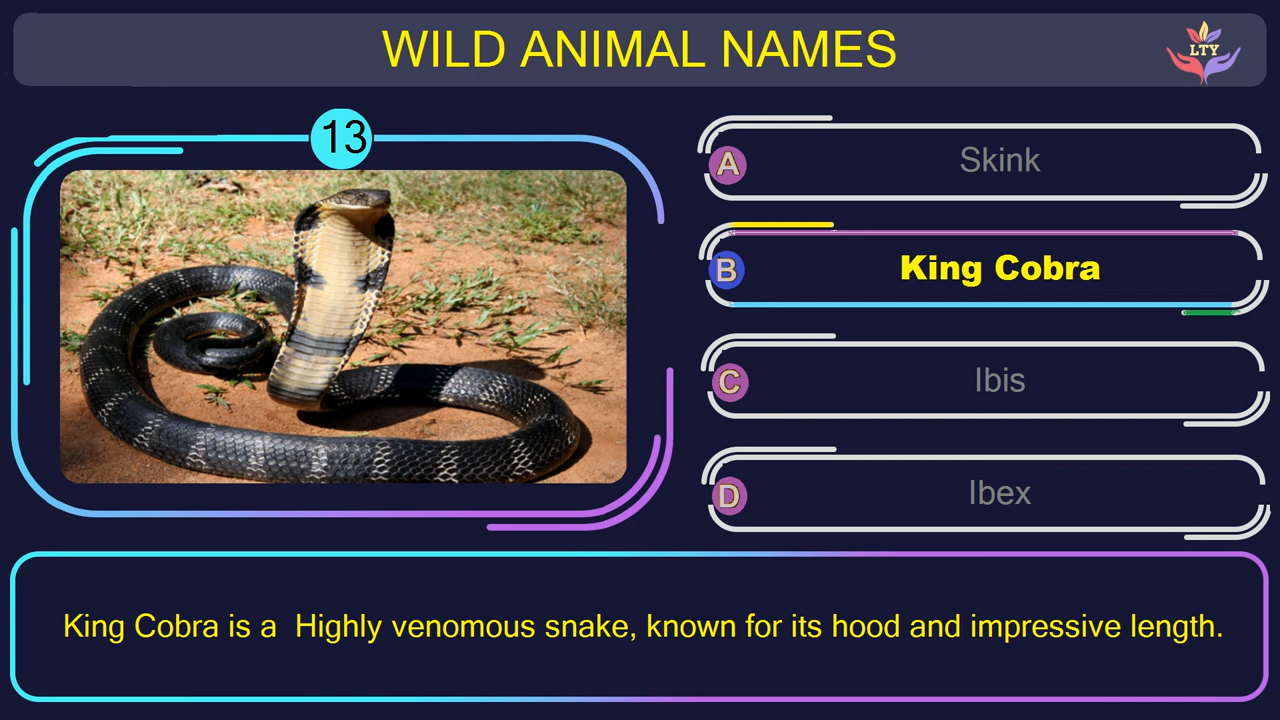 WILD ANIMAL NAMES
LTY
13
A Skink
B King Cobra
C Ibis
D Ibex
King Cobra is a  Highly venomous snake, known for its hood and impressive length.